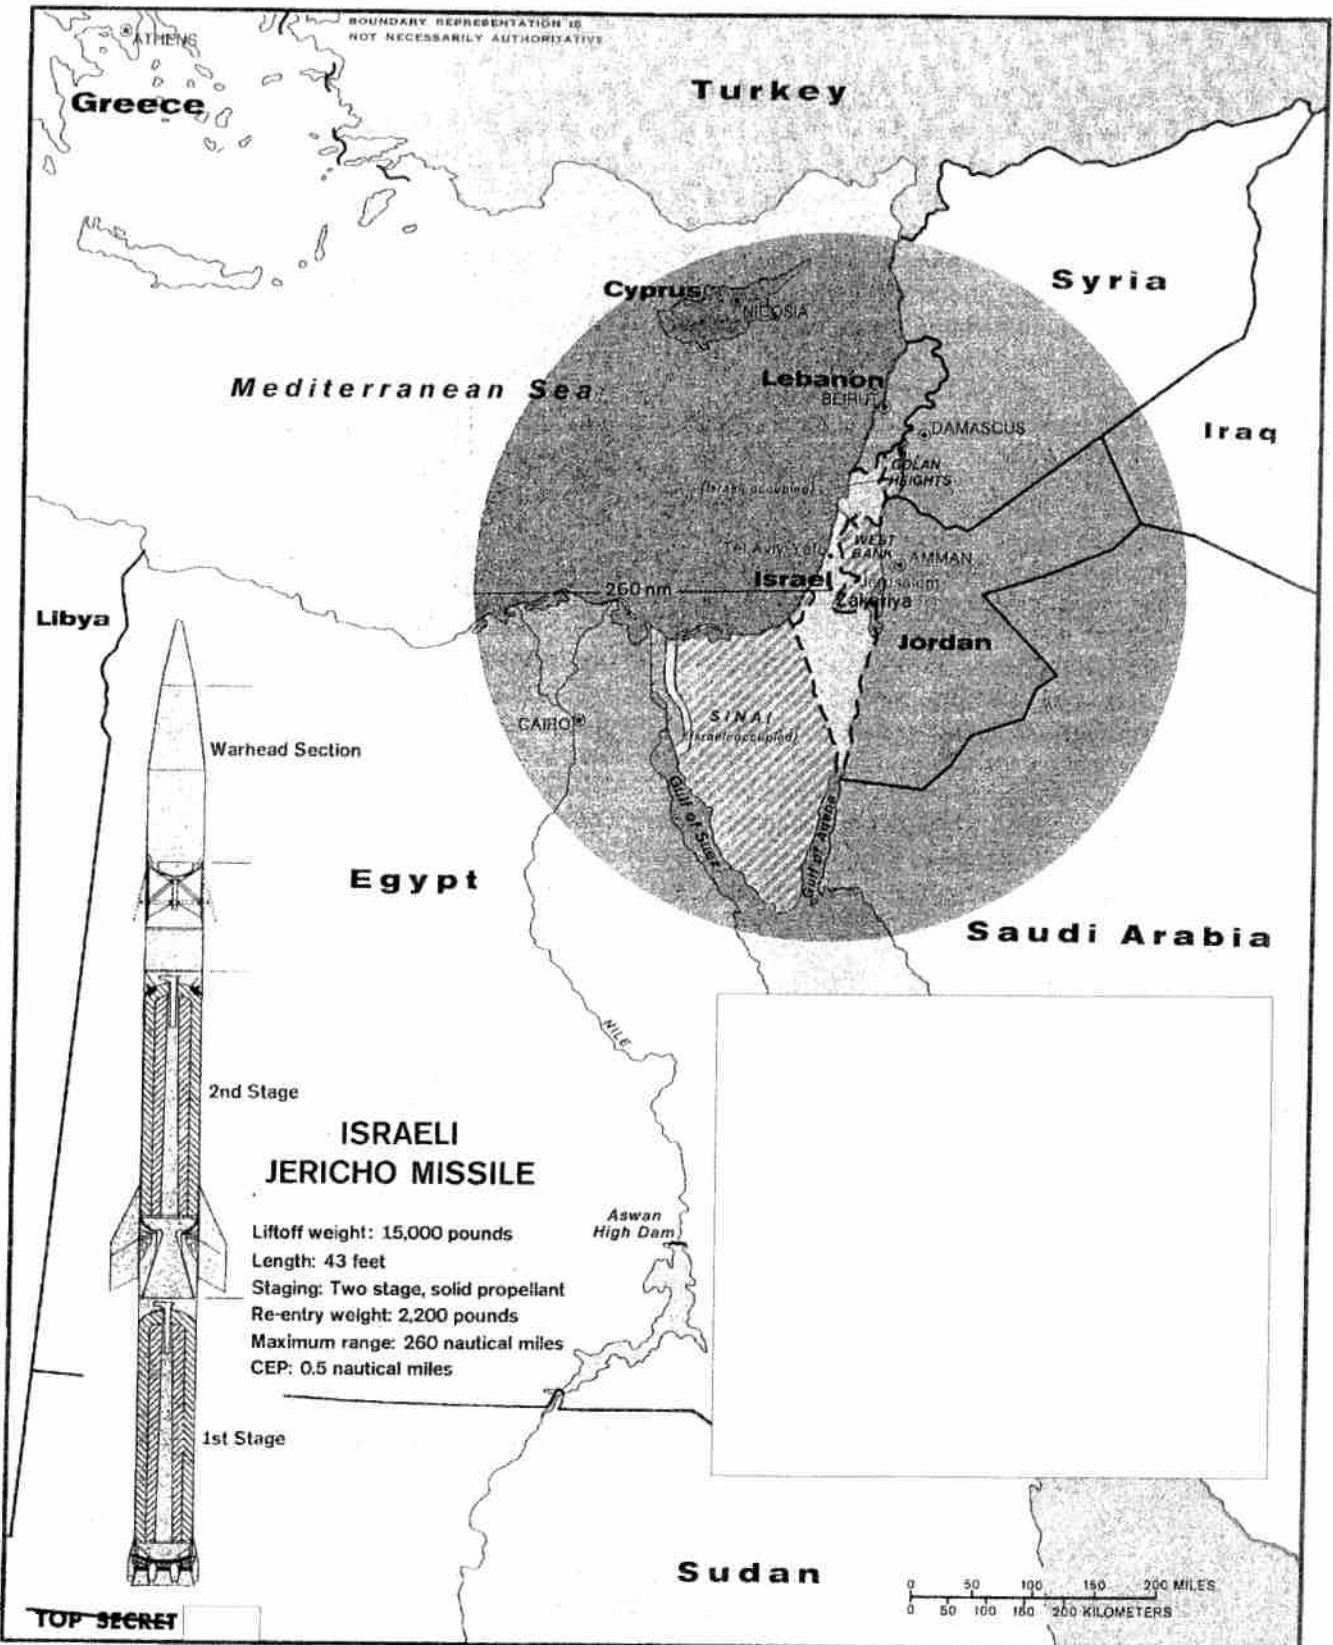 BOUNDARY REPRESENTATION IS
NOT NECESSARILY AUTHORITATIVE
ATHENS
Greece
Turkey
Cyprus
NICOSIA
Syria
Mediterranean Sea
Lebanon
BEIRUT
DAMASCUS
Iraq
GOLAN
HEIGHTS
(Israeli occupied)
Tel Aviv-Yafo
WEST
BANK
AMMAN
Israel
Jerusalem
260 nm
Zakariya
Libya
Jordan
CAIRO
SINAI
(Israeli occupied)
Warhead Section
Gulf of Suez
Gulf of Aqaba
Egypt
Saudi Arabia
NILE
2nd Stage
ISRAELI
JERICHO MISSILE
Aswan
High Dam
Liftoff weight: 15,000 pounds
Length: 43 feet
Staging: Two stage, solid propellant
Re-entry weight: 2,200 pounds
Maximum range: 260 nautical miles
CEP: 0.5 nautical miles
1st Stage
Sudan
0 50 100 150 200 MILES
0 50 100 150 200 KILOMETERS
TOP SECRET